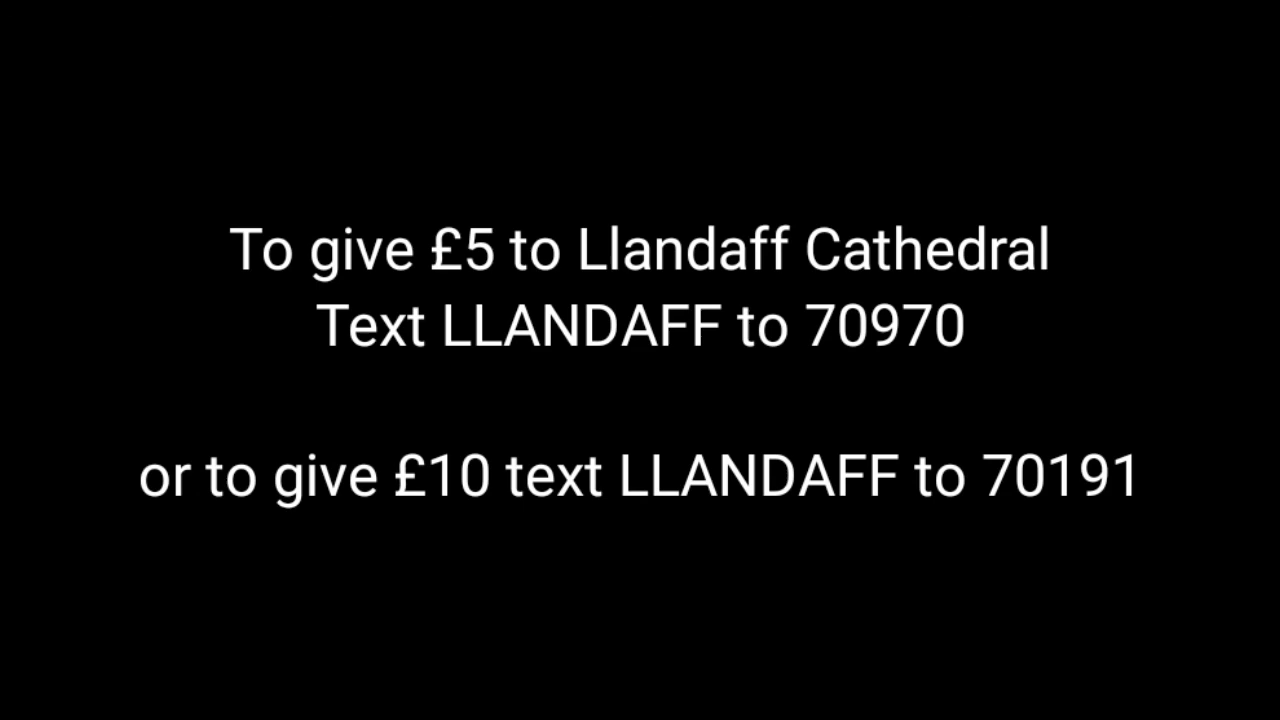 To give £5 to Llandaff Cathedral
Text LLANDAFF to 70970
or to give £10 text LLANDAFF to 70191